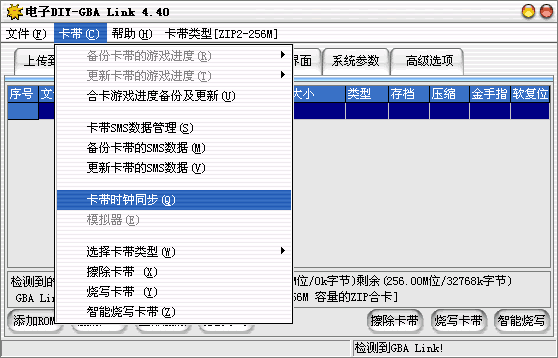 电子DIY-GBA Link 4.40
文件(F) 卡带(C) 帮助(H) 卡带类型[ZIP2-256M]
上传到 界面 系统参数 高级选项
序号 文 大小 类型 存档 压缩 金手指 软复位
备份卡带的游戏进度(R)
更新卡带的游戏进度(T)
合卡游戏进度备份及更新(U)
卡带SMS数据管理(S)
备份卡带的SMS数据(M)
更新卡带的SMS数据(V)
卡带时钟同步(Q)
模拟器(E)
选择卡带类型(W)
擦除卡带 (X)
烧写卡带 (Y)
智能烧写卡带(Z)
检测到的 M位/0k字节)剩余(256.00M位/32768k字节)
GBA Lin 56M 容量的ZIP合卡]
添加ROM 擦除卡带 烧写卡带 智能烧写
检测到GBA Link!